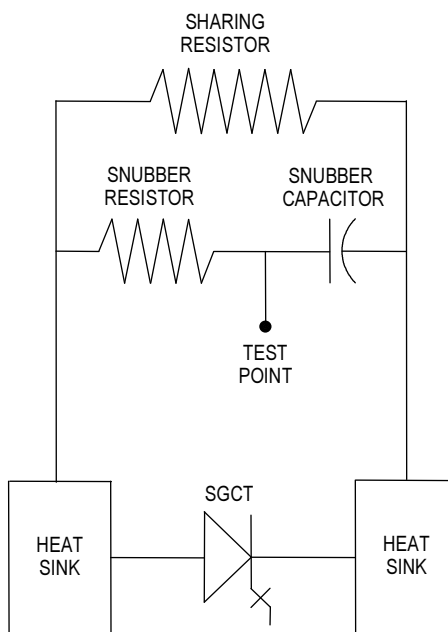 SHARING
RESISTOR
SNUBBER
RESISTOR
SNUBBER
CAPACITOR
TEST
POINT
SGCT
HEAT
SINK
HEAT
SINK